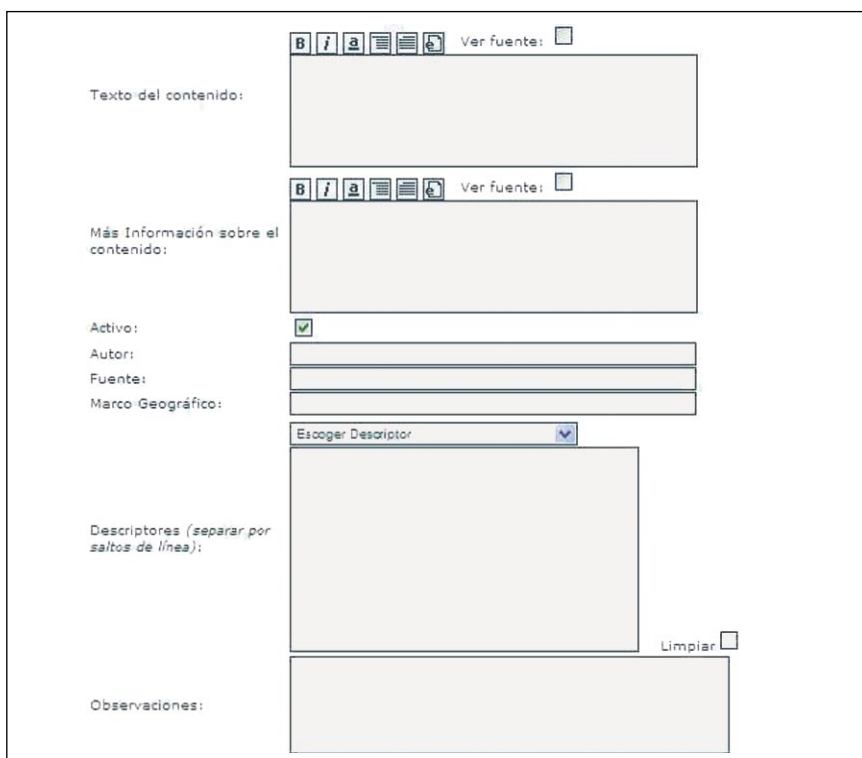 B i a Ver fuente:
Texto del contenido:
B i a Ver fuente:
Más Información sobre el
contenido:
Activo:
Autor:
Fuente:
Marco Geográfico:
Escoger Descriptor
Descriptores (separar por
saltos de línea):
Limpiar
Observaciones: